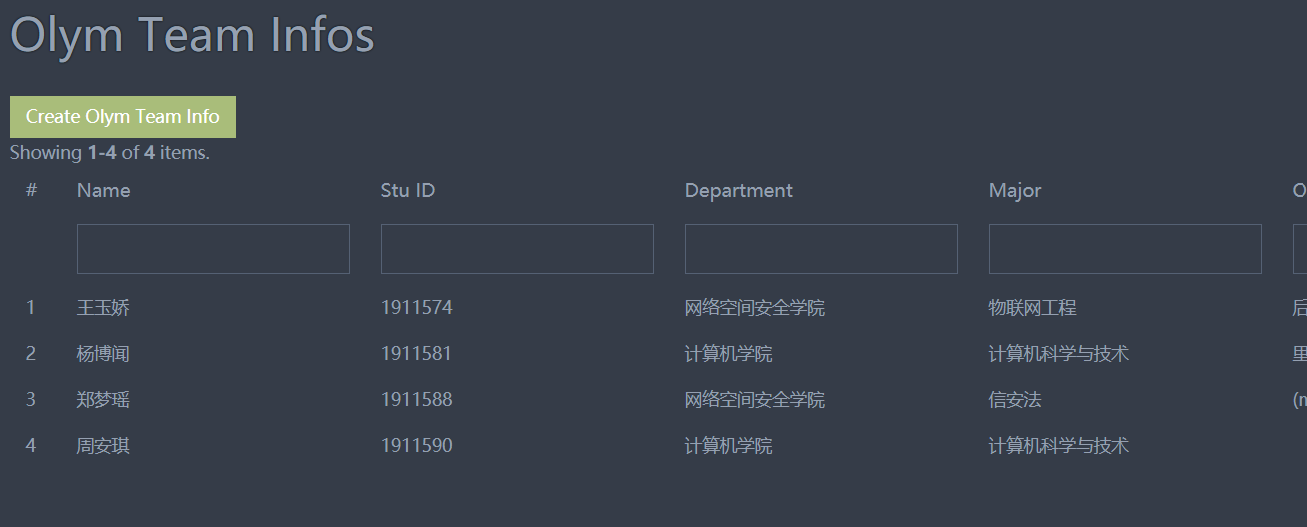 Olym Team Infos
Create Olym Team Info
Showing 1-4 of 4 items.
# Name Stu ID Department Major
1 王玉娇 1911574 网络空间安全学院 物联网工程 后
2 杨博闻 1911581 计算机学院 计算机科学与技术 里
3 郑梦瑶 1911588 网络空间安全学院 信安法
4 周安琪 1911590 计算机学院 计算机科学与技术